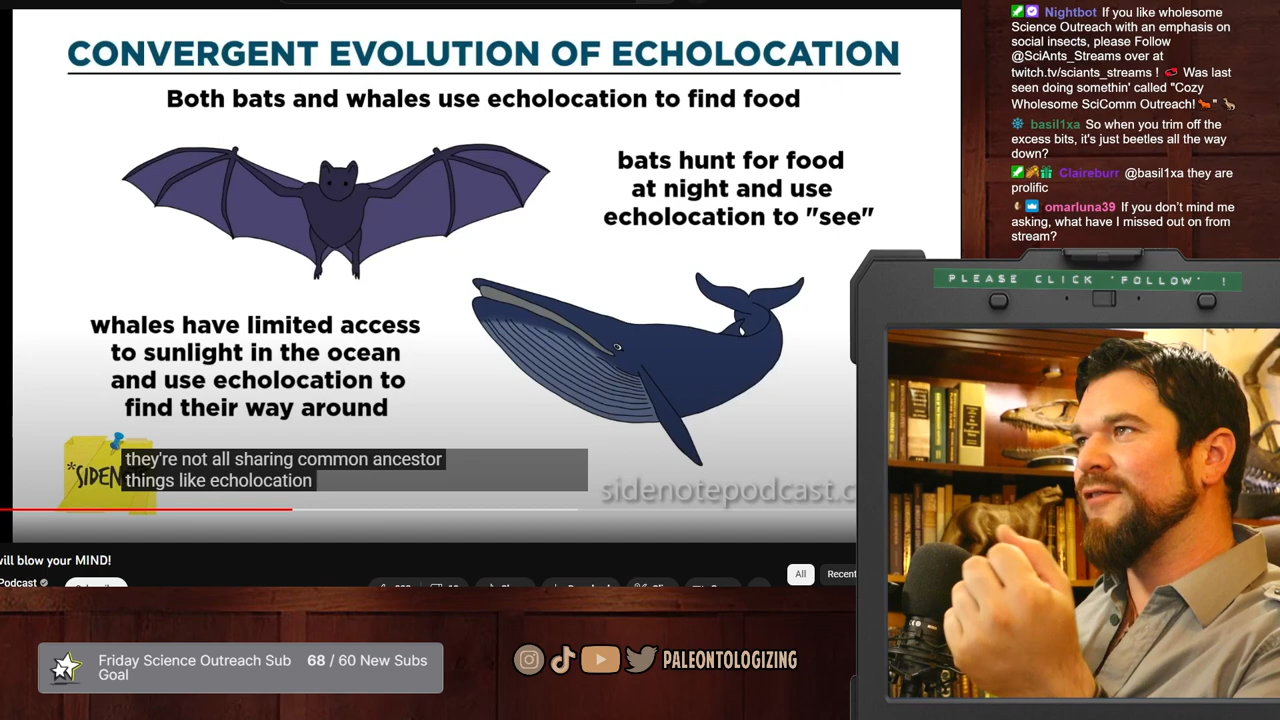 CONVERGENT EVOLUTION OF ECHOLOCATION
Both bats and whales use echolocation to find food
bats hunt for food
at night and use
echolocation to "see"
whales have limited access
to sunlight in the ocean
and use echolocation to
find their way around
they're not all sharing common ancestor
things like echolocation
*SIDEN
sidenotepodcast.c
will blow your MIND!
Podcast
All
Recent
Nightbot If you like wholesome
Science Outreach with an emphasis on
social insects, please Follow
@SciAnts_Streams over at
twitch.tv/sciants_streams ! Was last
seen doing somethin' called "Cozy
Wholesome SciComm Outreach! "
basil1xa So when you trim off the
excess bits, it's just beetles all the way
down?
Claireburr @basil1xa they are
prolific
omarluna39 If you don't mind me
asking, what have I missed out on from
stream?
PLEASE CLICK 'FOLLOW' !
Friday Science Outreach Sub
Goal
68 / 60 New Subs
PALEONTOLOGIZING